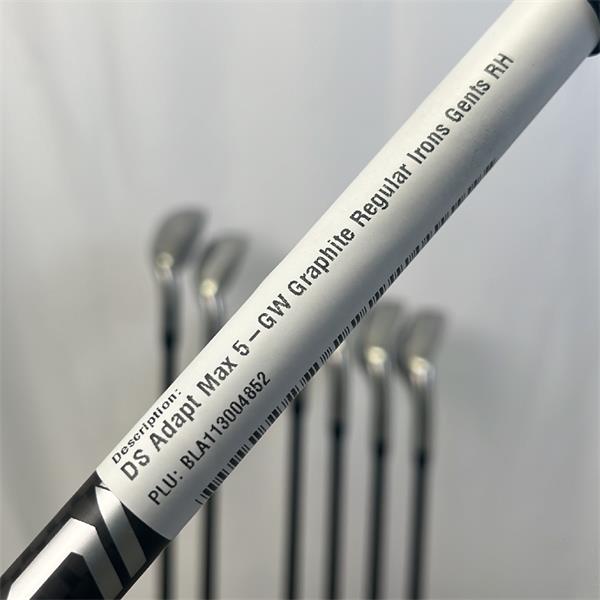 Description:
DS Adapt Max 5-GW Graphite Regular Irons Gents RH
PLU: BLA113004852